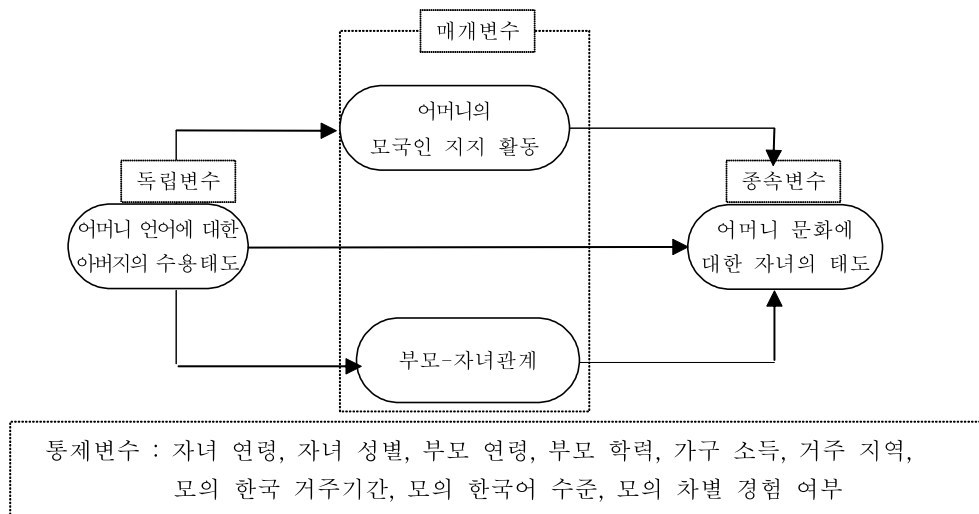 매개변수
어머니의
모국인 지지 활동
독립변수
어머니 언어에 대한
아버지의 수용태도
종속변수
어머니 문화에
대한 자녀의 태도
부모-자녀관계
통제변수 : 자녀 연령, 자녀 성별, 부모 연령, 부모 학력, 가구 소득, 거주 지역,
모의 한국 거주기간, 모의 한국어 수준, 모의 차별 경험 여부